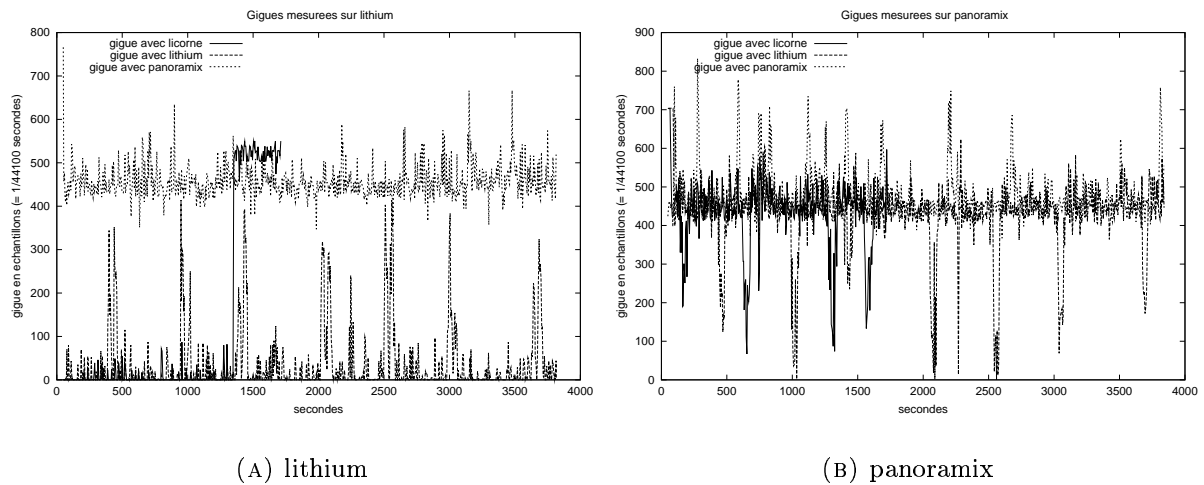 Gigues mesurees sur lithium
gigue en echantillons (= 1/44100 secondes)
800
700
600
500
400
300
200
100
0
gigue avec licorne
gigue avec lithium
gigue avec panoramix
0 500 1000 1500 2000 2500 3000 3500 4000
secondes
(A) lithium
Gigues mesurees sur panoramix
gigue en echantillons (= 1/44100 secondes)
900
800
700
600
500
400
300
200
100
0
gigue avec licorne
gigue avec lithium
gigue avec panoramix
0 500 1000 1500 2000 2500 3000 3500 4000
secondes
(B) panoramix